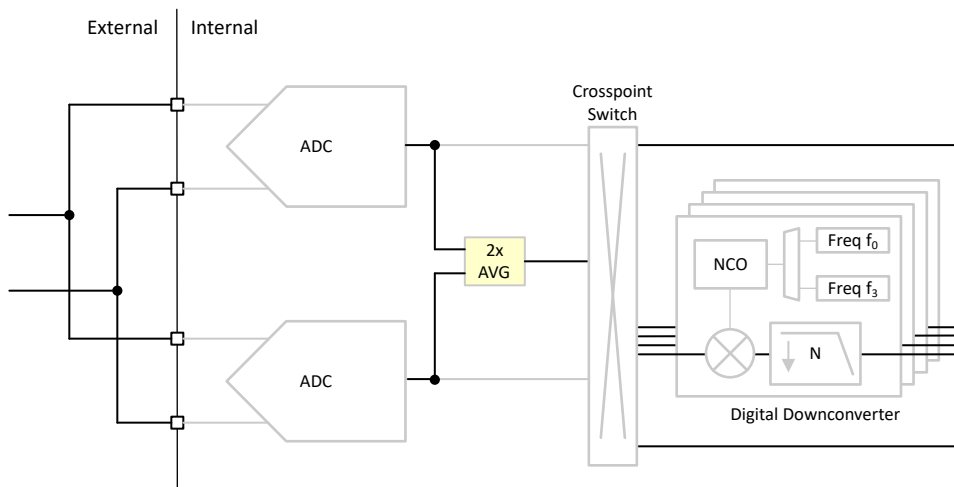 External
Internal
Crosspoint
Switch
ADC
2x
AVG
NCO
Freq f0
Freq f3
N
ADC
Digital Downconverter